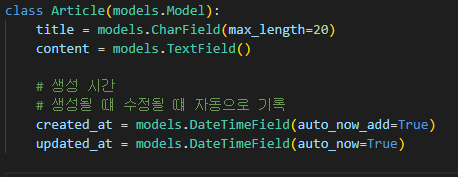 class Article(models.Model):
    title = models.CharField(max_length=20)
    content = models.TextField()
    # 생성 시간
    # 생성될 떄 수정될 떄 자동으로 기록
    created_at = models.DateTimeField(auto_now_add=True)
    updated_at = models.DateTimeField(auto_now=True)